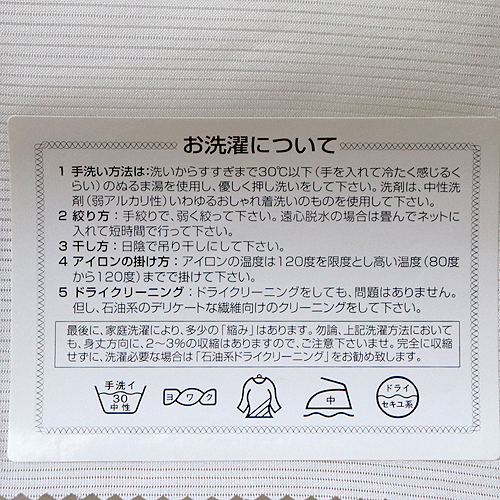 お洗濯について
1 手洗い方法は：洗いからすすぎまで30℃以下（手を入れて冷たく感じるく
らい）のぬるま湯を使用し、優しく押し洗いをして下さい。洗剤は、中性洗
剤（弱アルカリ性）いわゆるおしゃれ着洗いのものを使用して下さい。
2 絞り方：手絞りで、弱く絞って下さい。遠心脱水の場合は畳んでネットに
入れて短時間で行って下さい。
3 干し方：日陰で吊り干しにして下さい。
4 アイロンの掛け方：アイロンの温度は120度を限度とし高い温度（80度
から120度）までで掛けて下さい。
5 ドライクリーニング：ドライクリーニングをしても、問題はありません。
但し、石油系のデリケートな繊維向けのクリーニングをして下さい。
最後に、家庭洗濯により、多少の「縮み」はあります。勿論、上記洗濯方法において
も、身丈方向に、2〜3％の収縮はありますので、ご注意下さいませ。完全に収縮
せずに、洗濯必要な場合は「石油系ドライクリーニング」をお勧め致します。
手洗イ
30
中性
ヨワク
中
ドライ
セキユ系